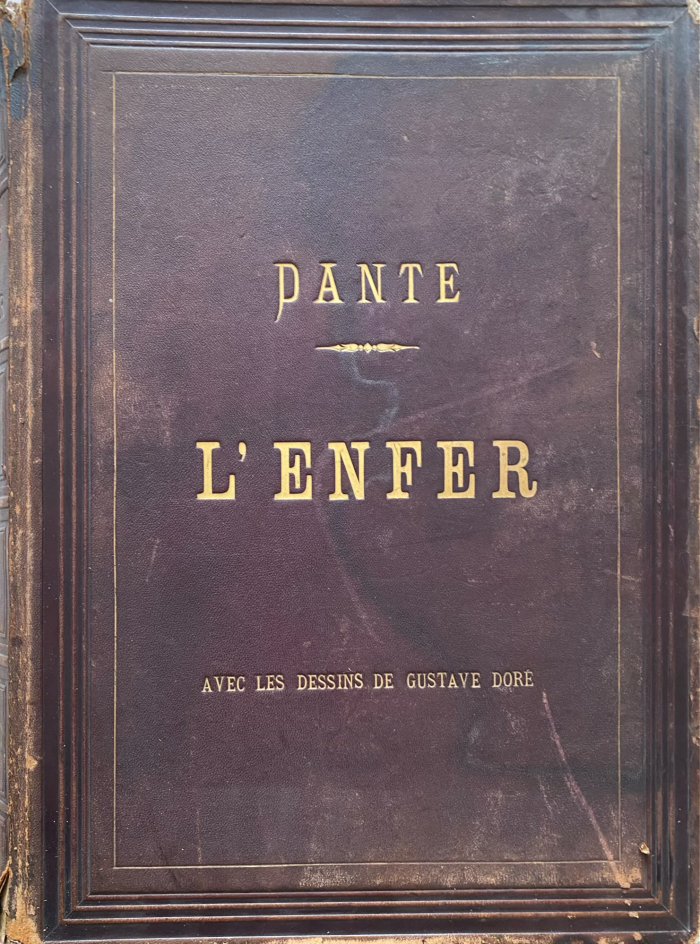 DANTE
L'ENFER
AVEC LES DESSINS DE GUSTAVE DORÉ